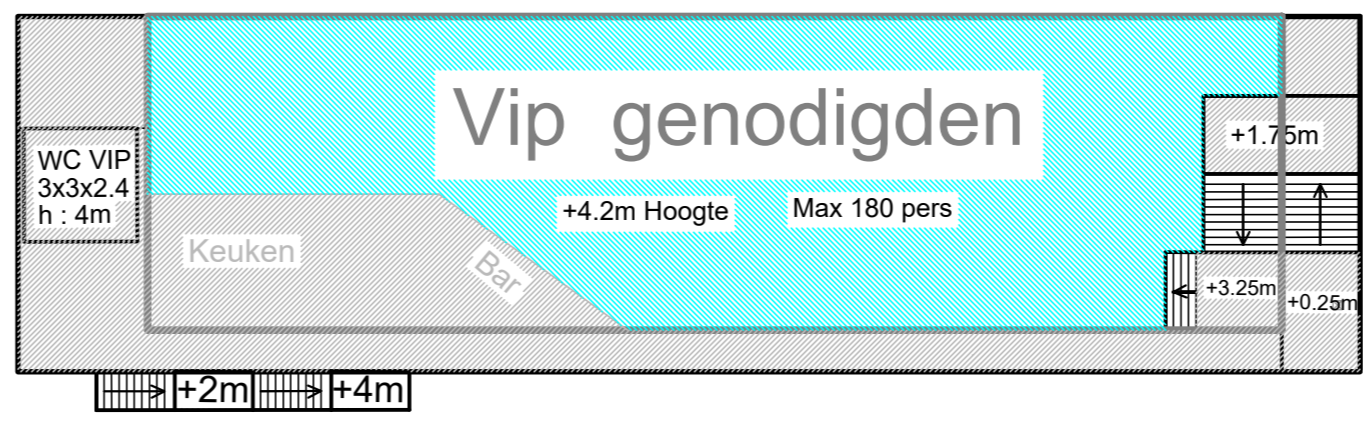 Vip genodigden
+1.75m
WC VIP
3x3x2.4
h : 4m
+4.2m Hoogte
Max 180 pers
Keuken
Bar
+3.25m
+0.25m
+2m
+4m